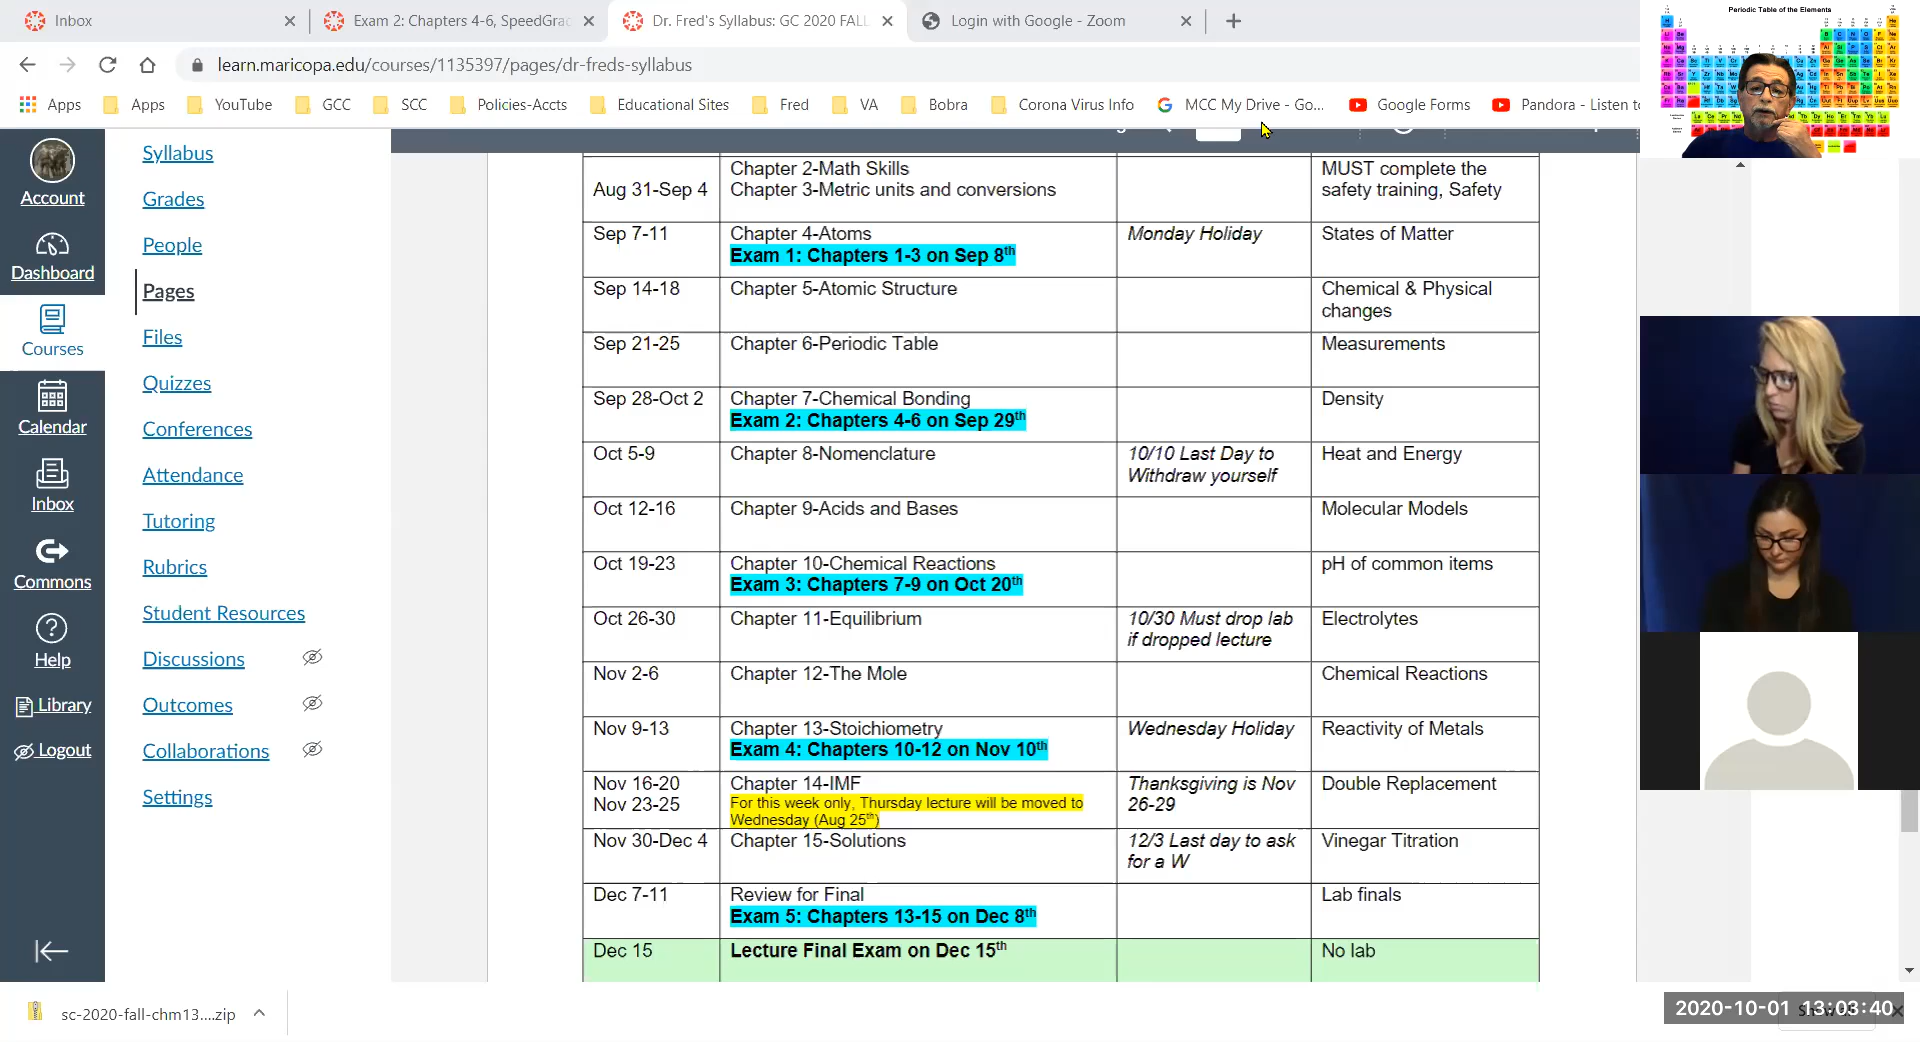 Inbox
Exam 2: Chapters 4-6, SpeedGra
Dr. Fred's Syllabus: GC 2020 FALL
Login with Google - Zoom
Periodic Table of the Elements
learn.maricopa.edu/courses/1135397/pages/dr-freds-syllabus
Apps
Apps
YouTube
GCC
SCC
Policies-Accts
Educational Sites
Fred
VA
Bobra
Corona Virus Info
MCC My Drive - Go...
Google Forms
Pandora - Listen to
Account
Dashboard
Courses
Calendar
Inbox
Commons
Help
Library
Logout
Syllabus
Grades
People
Pages
Files
Quizzes
Conferences
Attendance
Tutoring
Rubrics
Student Resources
Discussions
Outcomes
Collaborations
Settings
Aug 31-Sep 4
Chapter 2-Math Skills
Chapter 3-Metric units and conversions
MUST complete the
safety training, Safety
Sep 7-11
Chapter 4-Atoms
Exam 1: Chapters 1-3 on Sep 8th
Monday Holiday
States of Matter
Sep 14-18
Chapter 5-Atomic Structure
Chemical & Physical
changes
Sep 21-25
Chapter 6-Periodic Table
Measurements
Sep 28-Oct 2
Chapter 7-Chemical Bonding
Exam 2: Chapters 4-6 on Sep 29th
Density
Oct 5-9
Chapter 8-Nomenclature
10/10 Last Day to
Withdraw yourself
Heat and Energy
Oct 12-16
Chapter 9-Acids and Bases
Molecular Models
Oct 19-23
Chapter 10-Chemical Reactions
Exam 3: Chapters 7-9 on Oct 20th
pH of common items
Oct 26-30
Chapter 11-Equilibrium
10/30 Must drop lab
if dropped lecture
Electrolytes
Nov 2-6
Chapter 12-The Mole
Chemical Reactions
Nov 9-13
Chapter 13-Stoichiometry
Exam 4: Chapters 10-12 on Nov 10th
Wednesday Holiday
Reactivity of Metals
Nov 16-20
Nov 23-25
Chapter 14-IMF
For this week only, Thursday lecture will be moved to
Wednesday (Aug 25th)
Thanksgiving is Nov
26-29
Double Replacement
Nov 30-Dec 4
Chapter 15-Solutions
12/3 Last day to ask
for a W
Vinegar Titration
Dec 7-11
Review for Final
Exam 5: Chapters 13-15 on Dec 8th
Lab finals
Dec 15
Lecture Final Exam on Dec 15th
No lab
sc-2020-fall-chm13....zip
2020-10-01 13:03:40